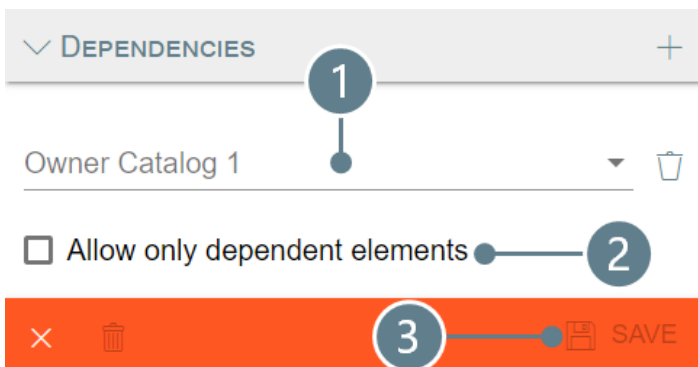 DEPENDENCIES
1
Owner Catalog 1
Allow only dependent elements
2
3
SAVE